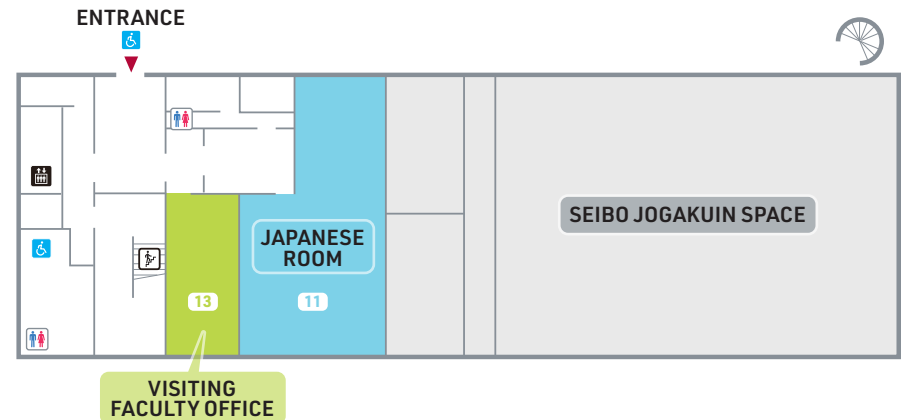 ENTRANCE
SEIBO JOGAKUIN SPACE
JAPANESE
ROOM
13
11
VISITING
FACULTY OFFICE